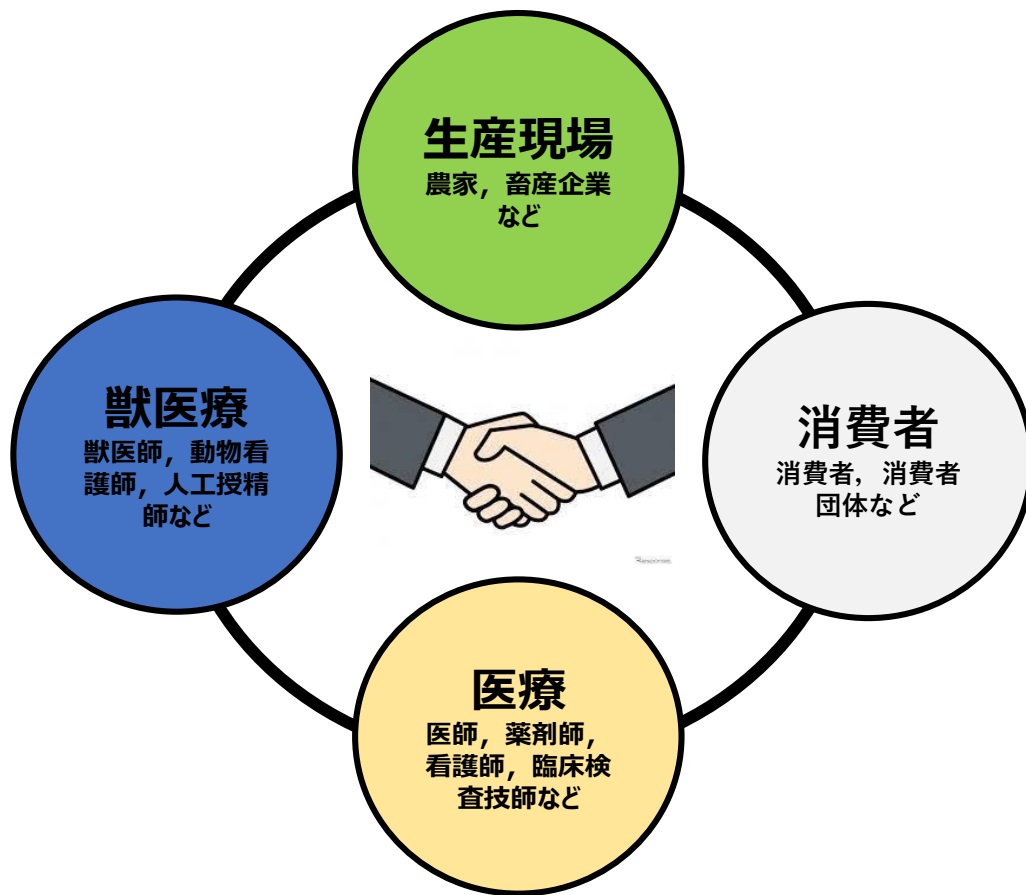 生産現場
農家，畜産企業
など
獣医療
獣医師，動物看
護師，人工授精
師など
消費者
消費者，消費者
団体など
医療
医師，薬剤師，
看護師，臨床検
査技師など